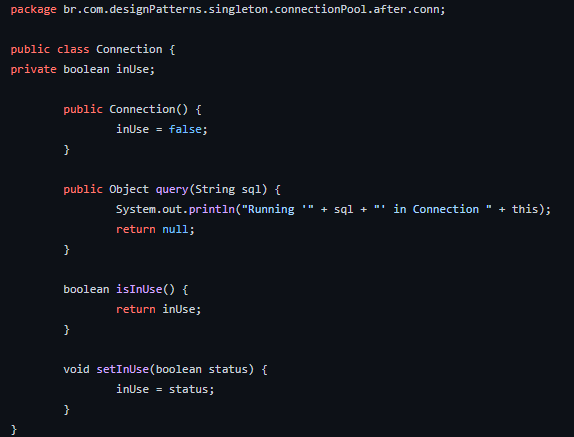 package br.com.designPatterns.singleton.connectionPool.after.conn;

public class Connection {
private boolean inUse;

	public Connection() {
		inUse = false;
	}

	public Object query(String sql) {
		System.out.println("Running '" + sql + "' in Connection " + this);
		return null;
	}

	boolean isInUse() {
		return inUse;
	}

	void setInUse(boolean status) {
		inUse = status;
	}
}